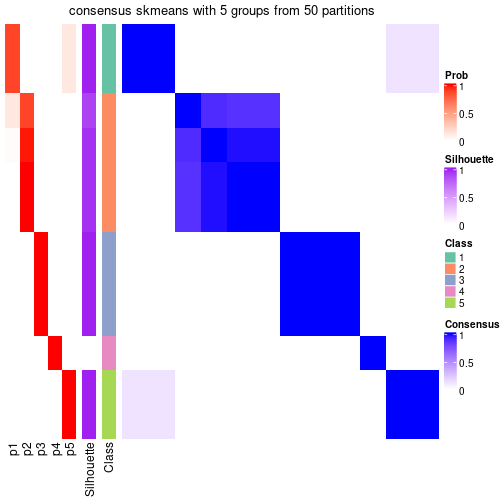 consensus skmeans with 5 groups from 50 partitions
p1
p2
p3
p4
p5
Silhouette
Class
Prob
1
0.5
0
Silhouette
1
0.5
0
Class
1
2
3
4
5
Consensus
1
0.5
0